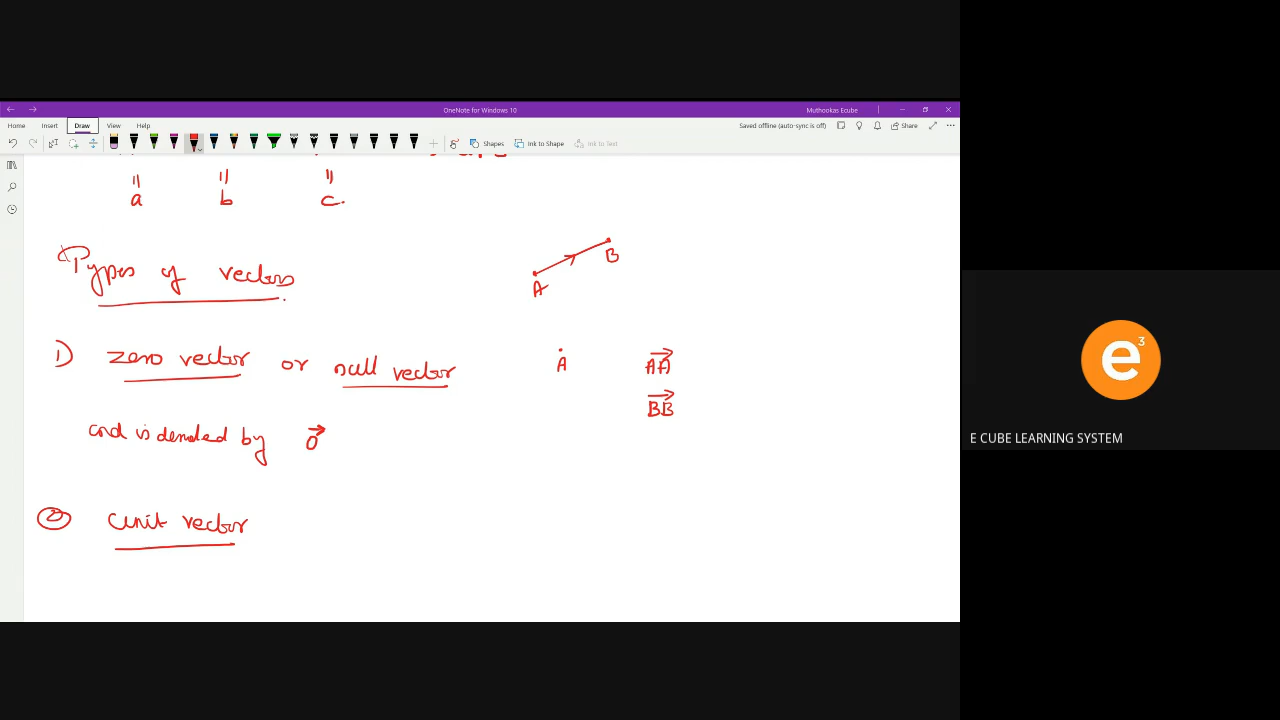 OneNote for Windows 10
Muthookas Ecube
Home Insert Draw View Help
Saved offline (auto-sync is off)
Share
Shapes
Ink to Shape
Ink to Text
a b c.
Types of vectors
A B
1) zero vector or null vector
A
AA
BB
and is denoted by 0
2 unit vector
e3
E CUBE LEARNING SYSTEM